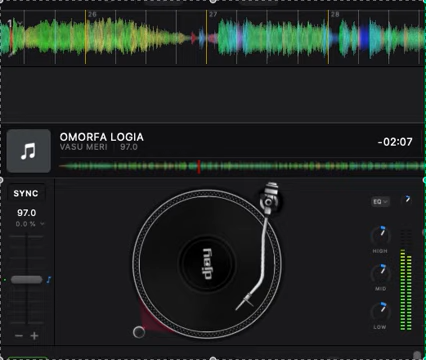 26
27
28
OMORFA LOGIA
VASU MERI 97.0
-02:07
SYNC
97.0
0.0 %
EQ
HIGH
MID
LOW
djay